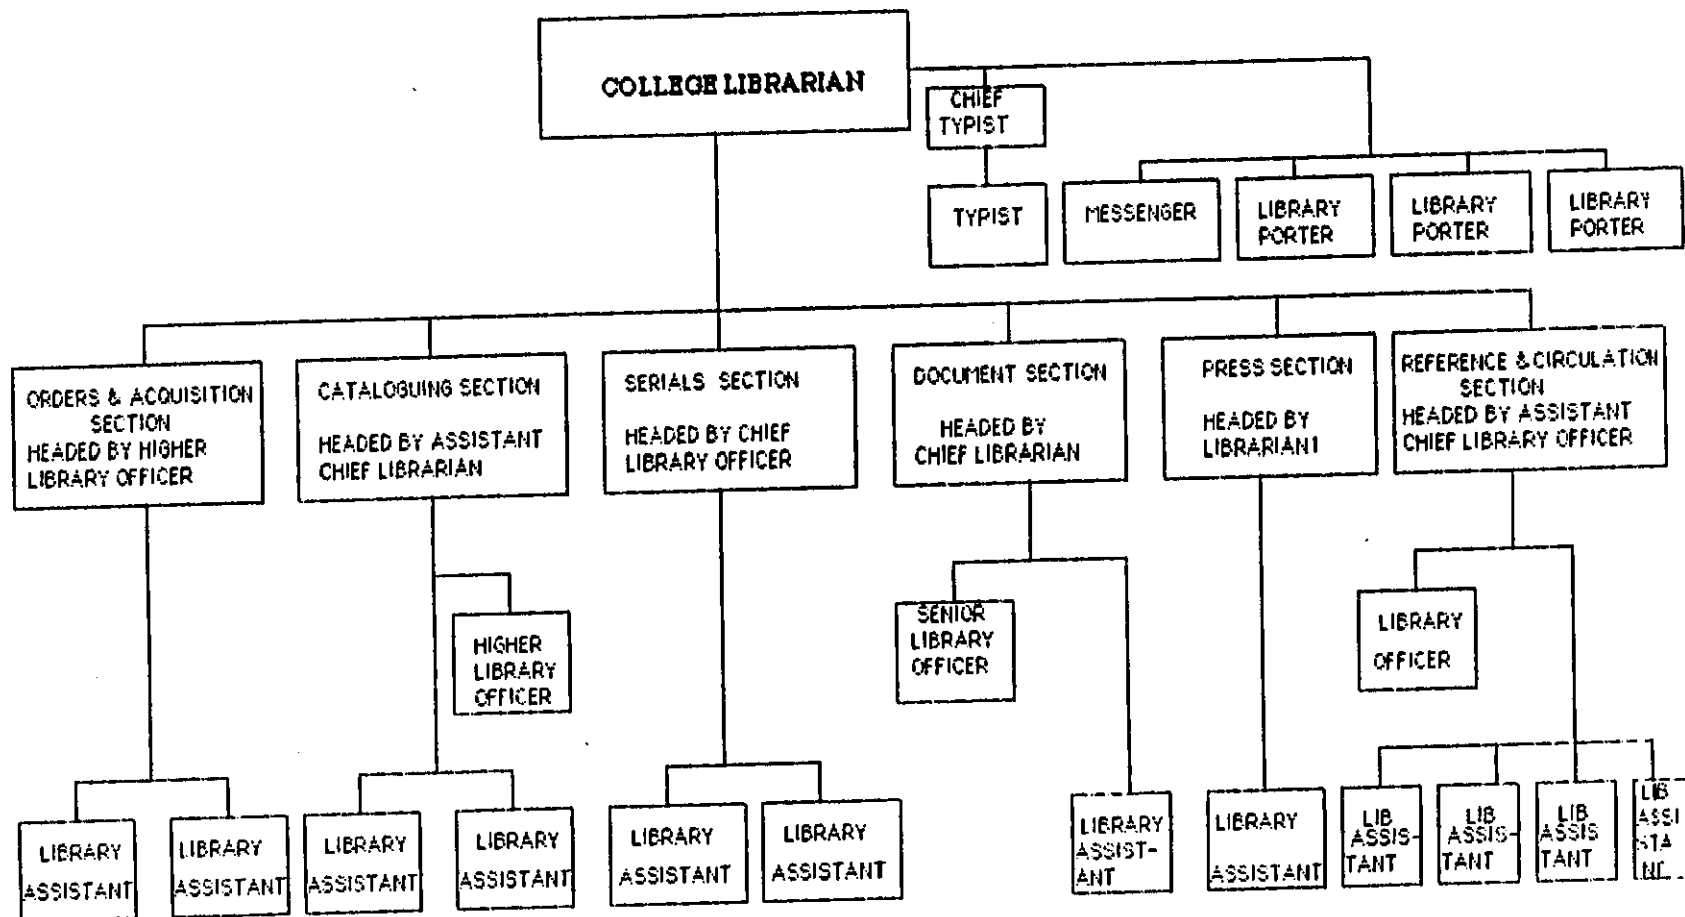 COLLEGE LIBRARIAN
CHIEF
TYPIST
TYPIST
MESSENGER
LIBRARY
PORTER
LIBRARY
PORTER
LIBRARY
PORTER
ORDERS & ACQUISITION
SECTION
HEADED BY HIGHER
LIBRARY OFFICER
CATALOGUING SECTION
HEADED BY ASSISTANT
CHIEF LIBRARIAN
SERIALS SECTION
HEADED BY CHIEF
LIBRARY OFFICER
DOCUMENT SECTION
HEADED BY
CHIEF LIBRARIAN
PRESS SECTION
HEADED BY
LIBRARIAN1
REFERENCE & CIRCULATION
SECTION
HEADED BY ASSISTANT
CHIEF LIBRARY OFFICER
HIGHER
LIBRARY
OFFICER
SENIOR
LIBRARY
OFFICER
LIBRARY
OFFICER
LIBRARY
ASSISTANT
LIBRARY
ASSISTANT
LIBRARY
ASSISTANT
LIBRARY
ASSISTANT
LIBRARY
ASSISTANT
LIBRARY
ASSISTANT
LIBRARY
ASSIST-
ANT
LIBRARY
ASSISTANT
LIB
ASSIS-
TANT
LIB
ASSIS-
TANT
LIB
ASSIS
TANT
LIB
ASSI
STA